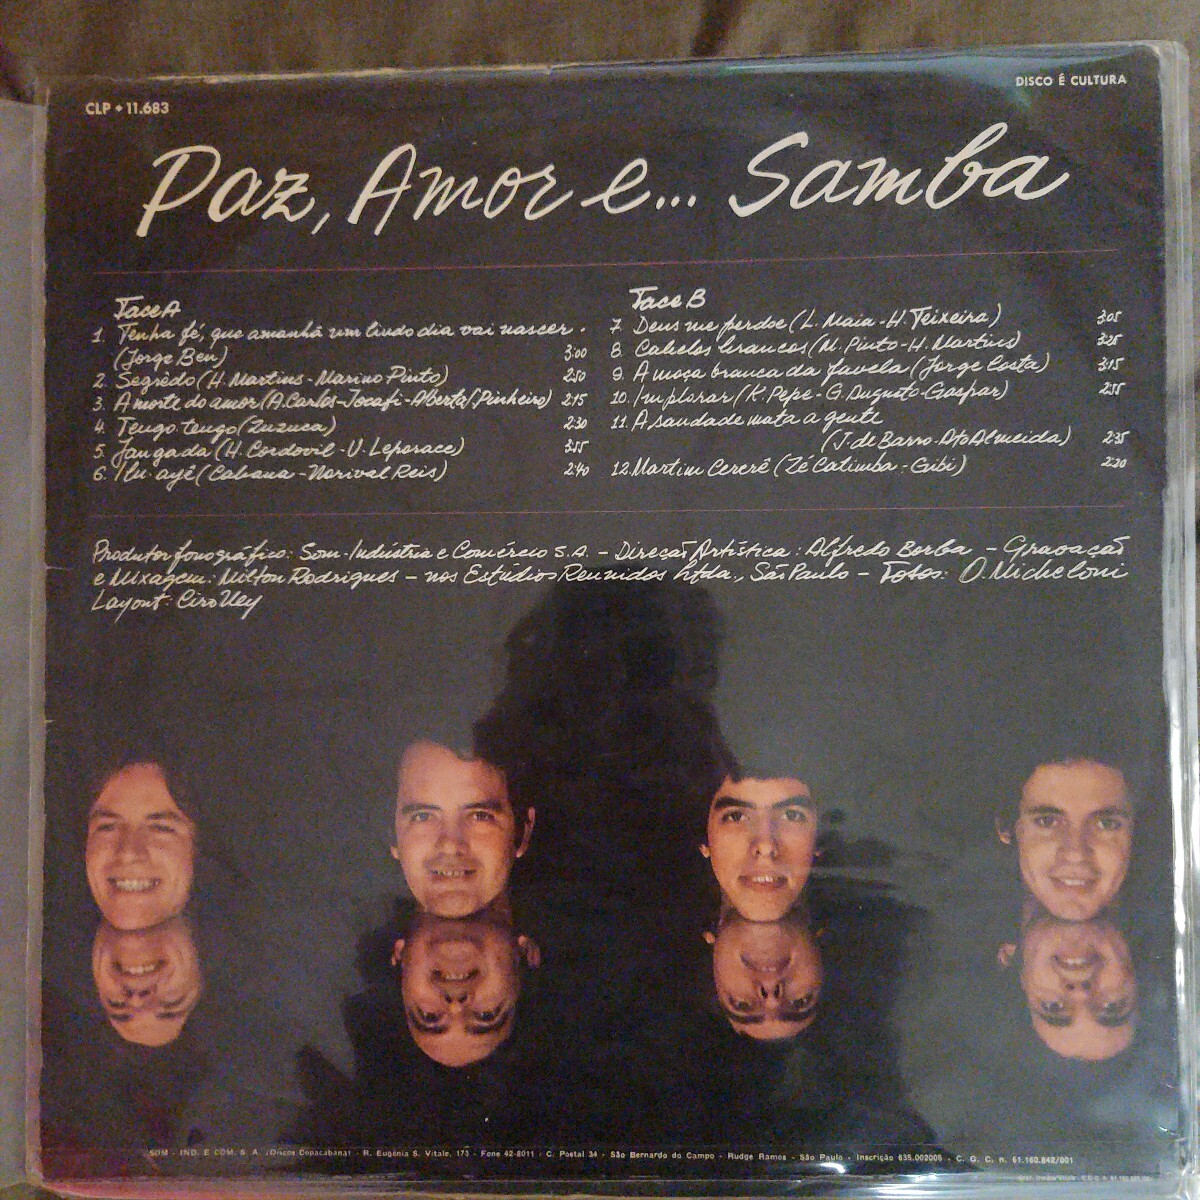 CLP • 11.683
DISCO É CULTURA
Paz, Amor e... Samba
Face A
1. Tenha fé, que amanhã um lindo dia vai nascer.
(Jorge Ben) 3:00
2. Segrêdo (H. Martins - Marino Pinto) 2:50
3. A morte do amor (A. Carlos - Jocafi - Alberto Pinheiro) 2:15
4. Tengo tengo (Zuzuca) 2:30
5. Jangada (H. Cordovil - V. Leporace) 3:55
6. Ilu ayê (Cabana - Norival Reis) 2:40
Face B
7. Deus me perdoe (L. Maia - H. Teixeira) 3:05
8. Cabelos brancos (M. Pinto - H. Martins) 3:25
9. A moça branca da favela (Jorge Costa) 3:15
10. Implorar (K. Pepe - G. Augusto - Gaspar) 2:55
11. A saudade mata a gente
(J. de Barro - Ato Almeida) 2:35
12. Martim Cererê (Zé Catimba - Gibi) 2:20
Produtor fonográfico: Som - Indústria e Comércio S.A. – Direção Artística: Alfredo Borba – Gravação
e Mixagem: Milton Rodrigues – nos Estúdios Reunidos Ltda., São Paulo – Fotos: O. Micheloni
Layout: Ciro Uey
SOM - IND. E COM. S. A. (Discos Copacabana) - R. Eugênia S. Vitale, 173 - Fone 42-8011 - C. Postal 34 - São Bernardo do Campo - Rudge Ramos - São Paulo - Inscrição 635.002005 - C. G. C. n. 61.160.842/001